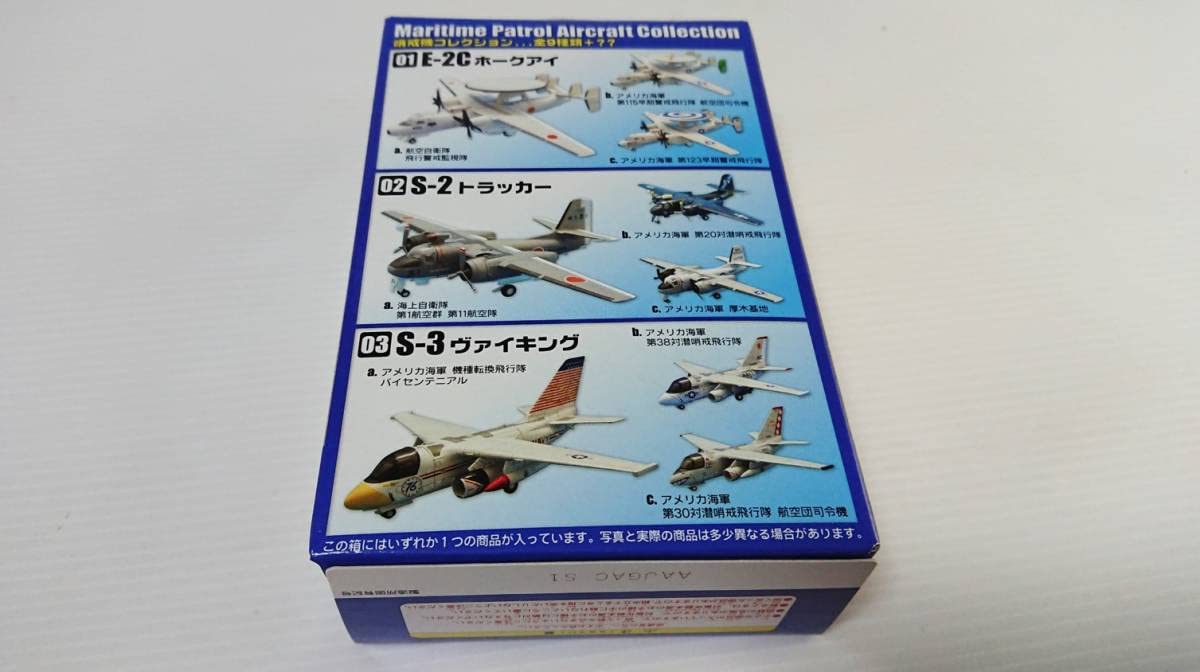 Maritime Patrol Aircraft Collection
哨戒機コレクション...全9種類+??
01 E-2C ホークアイ
a. 航空自衛隊
飛行警戒監視隊
b. アメリカ海軍
第115早期警戒飛行隊 航空団司令機
c. アメリカ海軍 第123早期警戒飛行隊
02 S-2 トラッカー
a. 海上自衛隊
第1航空群 第11航空隊
b. アメリカ海軍 第20対潜哨戒飛行隊
c. アメリカ海軍 厚木基地
03 S-3 ヴァイキング
a. アメリカ海軍 機種転換飛行隊
バイセンテニアル
b. アメリカ海軍
第38対潜哨戒飛行隊
c. アメリカ海軍
第30対潜哨戒飛行隊 航空団司令機
76
この箱にはいずれか1つの商品が入っています。写真と実際の商品は多少異なる場合があります。
AAJGAC 51
製造所固有記号